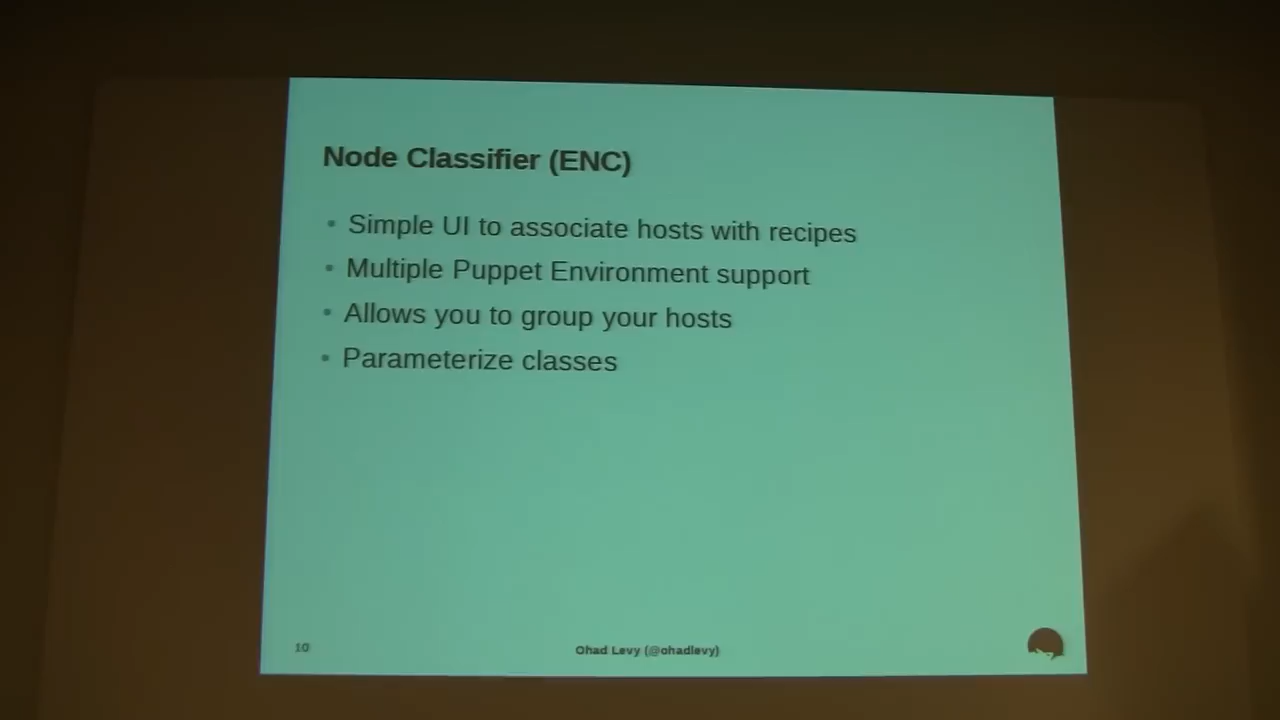 Node Classifier (ENC)
• Simple UI to associate hosts with recipes
• Multiple Puppet Environment support
• Allows you to group your hosts
• Parameterize classes
10
Ohad Levy (@ohadlevy)